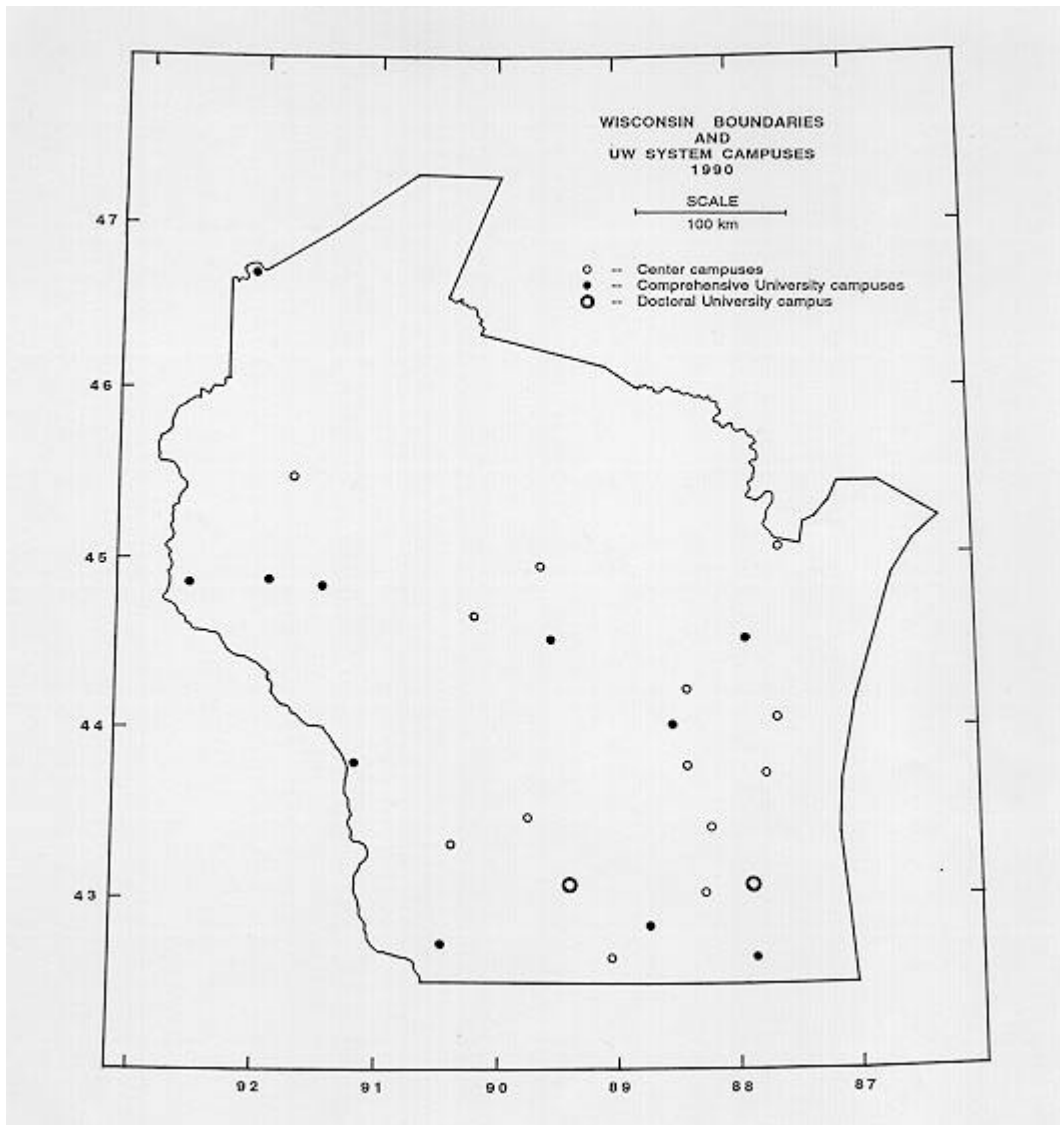 WISCONSIN BOUNDARIES
AND
UW SYSTEM CAMPUSES
1990
SCALE
100 km
-- Center campuses
-- Comprehensive University campuses
-- Doctoral University campus
47
46
45
44
43
92 91 90 89 88 87